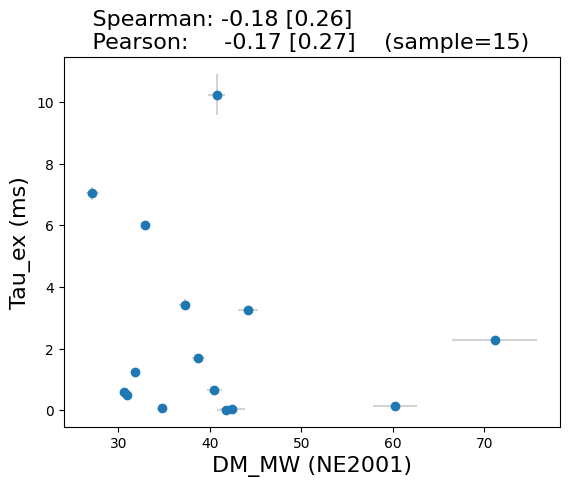 Spearman: -0.18 [0.26]
Pearson: -0.17 [0.27] (sample=15)
10
8
6
4
2
0
Tau_ex (ms)
30 40 50 60 70
DM_MW (NE2001)